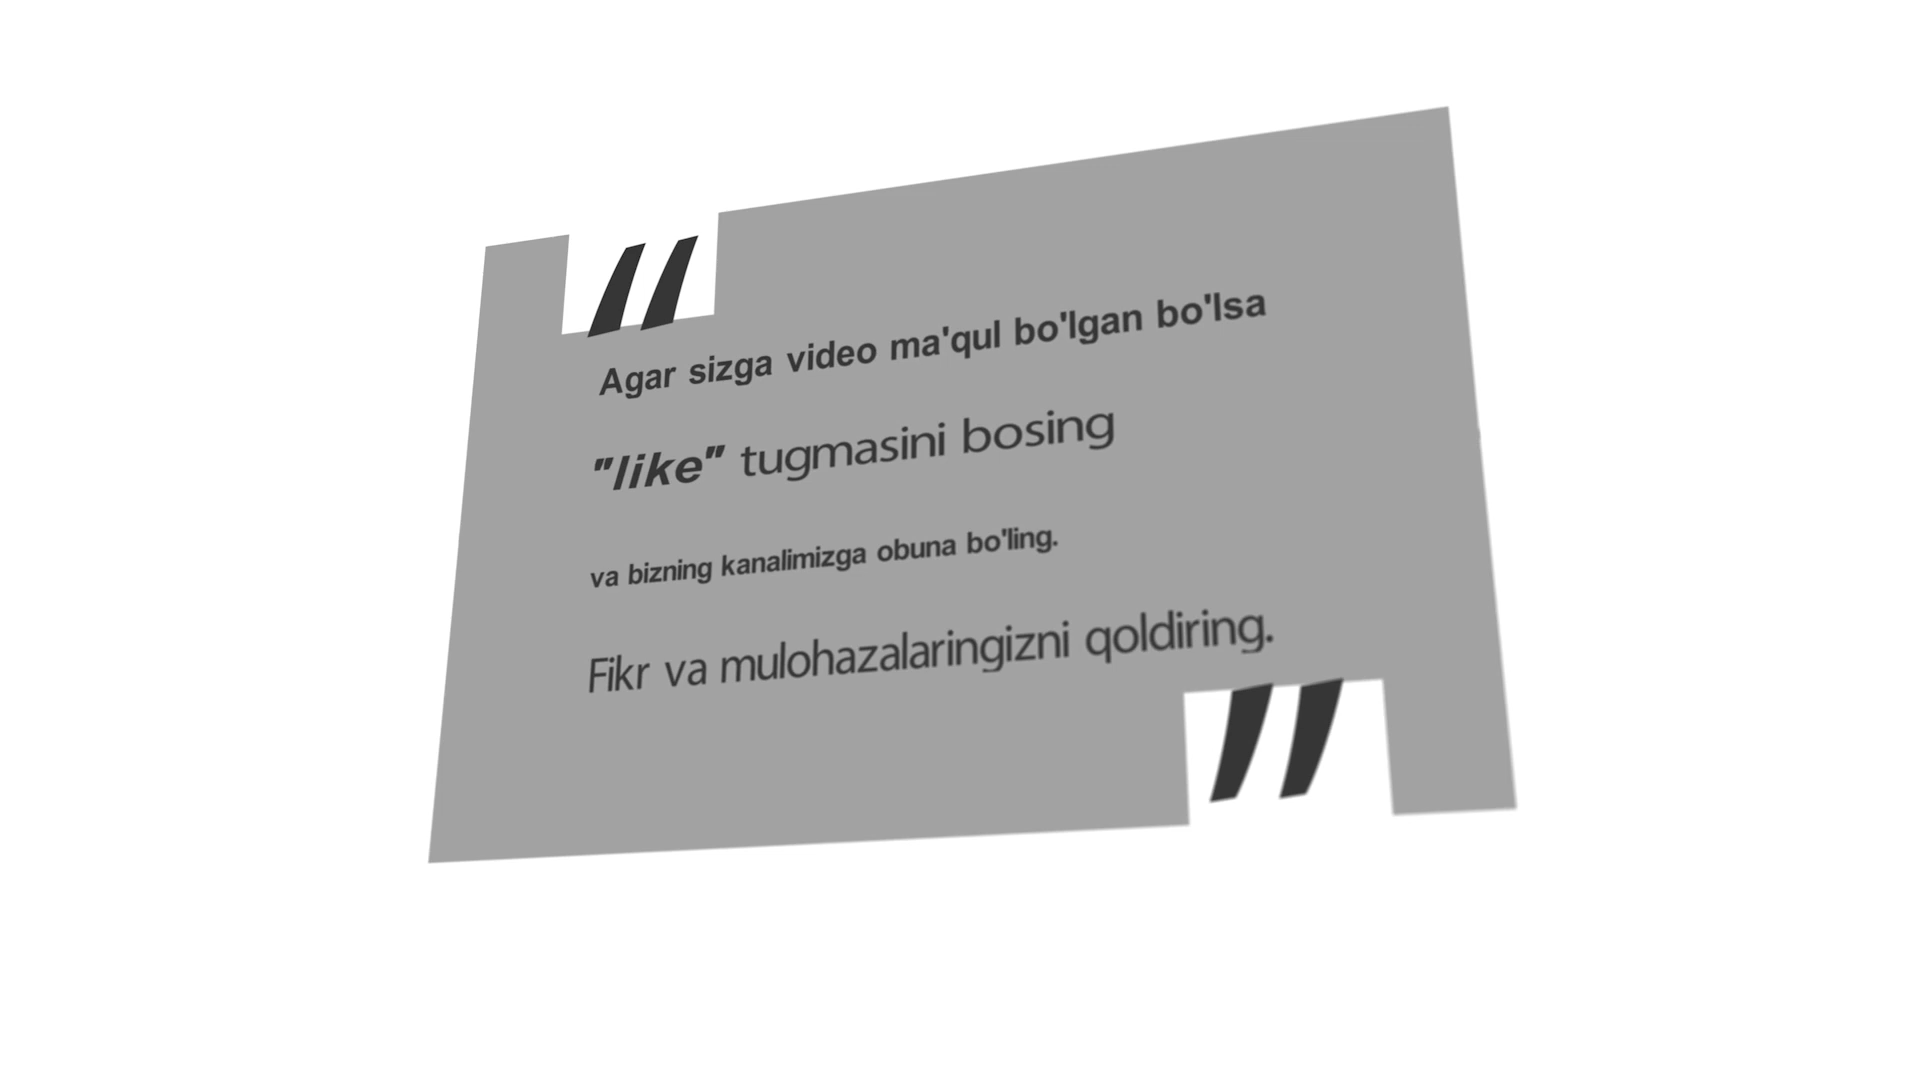 "
Agar sizga video ma'qul bo'lgan bo'lsa
"like" tugmasini bosing
va bizning kanalimizga obuna bo'ling.
Fikr va mulohazalaringizni qoldiring.
"